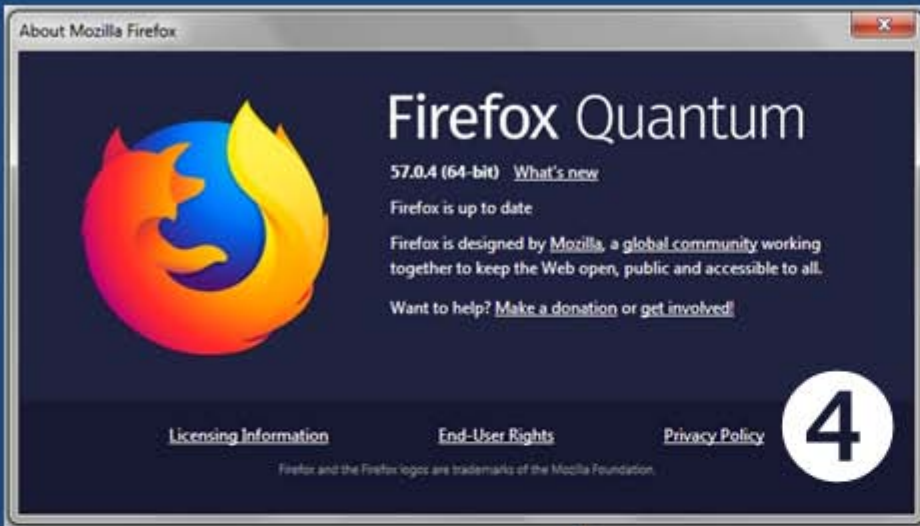 About Mozilla Firefox
Firefox Quantum
57.0.4 (64-bit) What's new
Firefox is up to date
Firefox is designed by Mozilla, a global community working
together to keep the Web open, public and accessible to all.
Want to help? Make a donation or get involved!
Licensing Information End-User Rights Privacy Policy
4
Firefox and the Firefox logos are trademarks of the Mozilla Foundation.